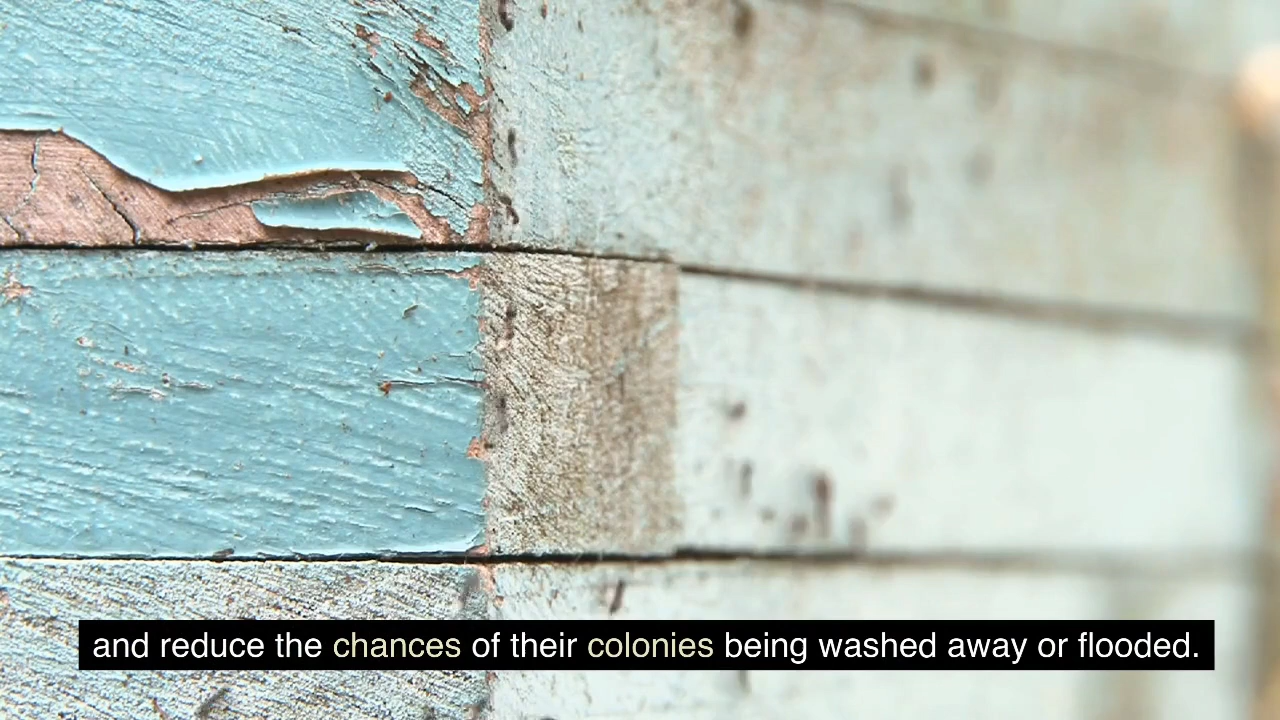 and reduce the chances of their colonies being washed away or flooded.